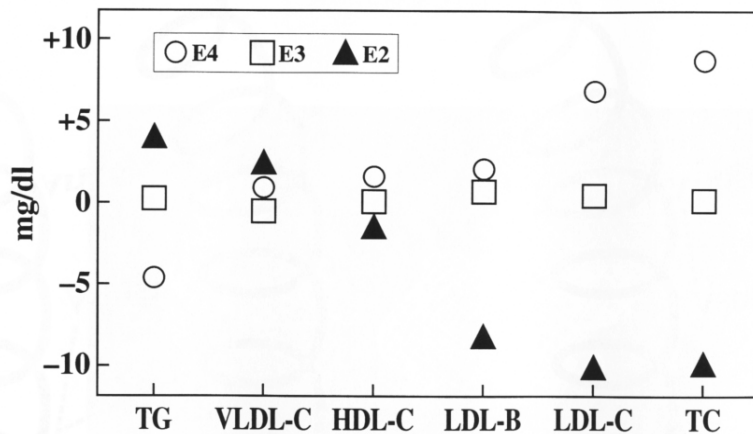 +10
E4 E3 E2
+5
0
−5
−10
mg/dl
TG VLDL-C HDL-C LDL-B LDL-C TC